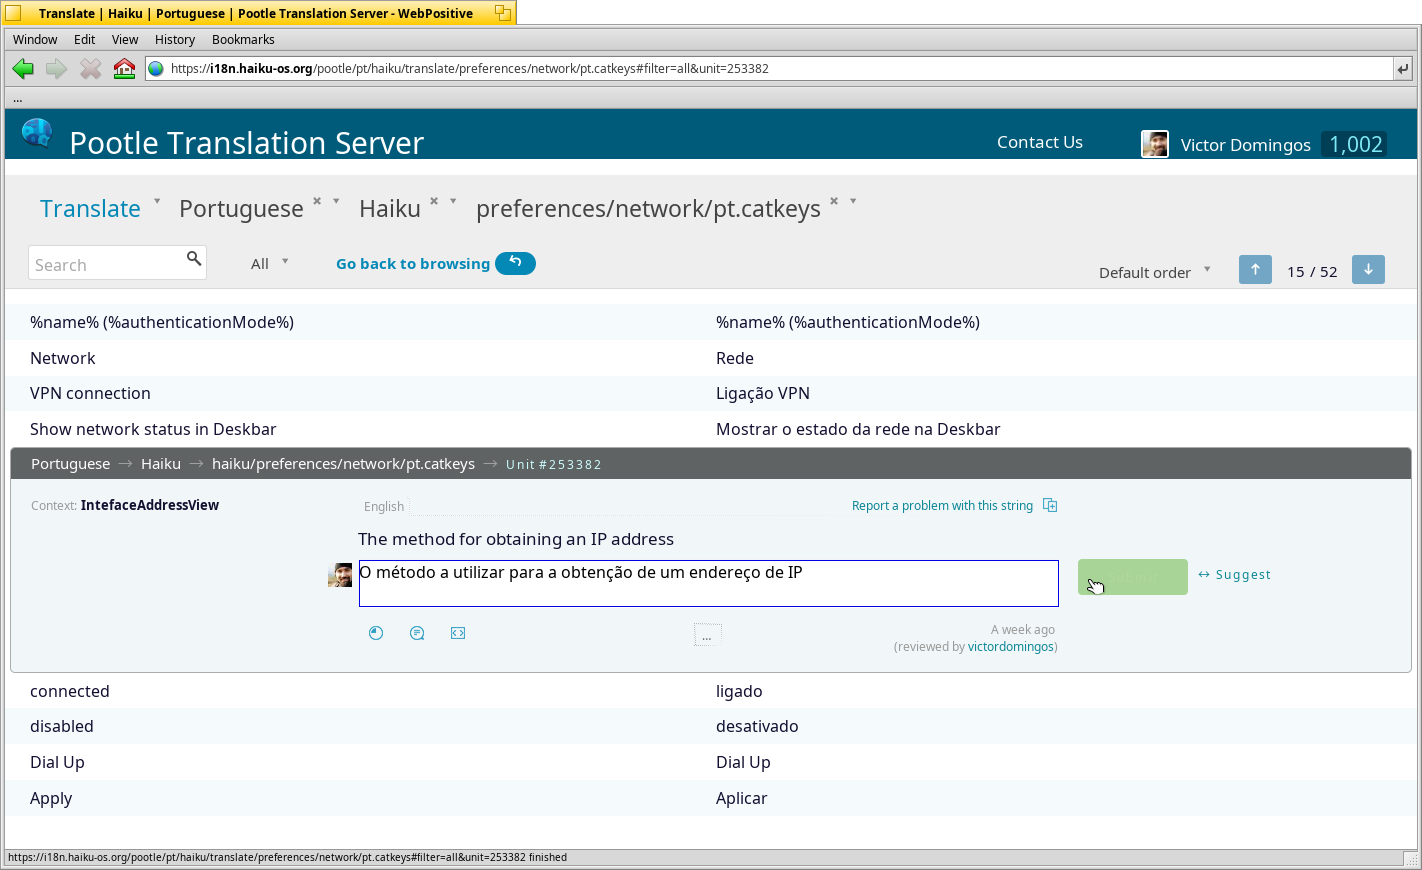 Translate | Haiku | Portuguese | Pootle Translation Server - WebPositive
Window Edit View History Bookmarks
https://i18n.haiku-os.org/pootle/pt/haiku/translate/preferences/network/pt.catkeys#filter=all&unit=253382
...
Pootle Translation Server Contact Us Victor Domingos 1,002
Translate Portuguese Haiku preferences/network/pt.catkeys
Search All Go back to browsing Default order 15 / 52
%name% (%authenticationMode%) %name% (%authenticationMode%)
Network Rede
VPN connection Ligação VPN
Show network status in Deskbar Mostrar o estado da rede na Deskbar
Portuguese → Haiku → haiku/preferences/network/pt.catkeys → Unit #253382
Context: IntefaceAddressView English Report a problem with this string
The method for obtaining an IP address
O método a utilizar para a obtenção de um endereço de IP
↔ Suggest
... A week ago
(reviewed by victordomingos)
connected ligado
disabled desativado
Dial Up Dial Up
Apply Aplicar
https://i18n.haiku-os.org/pootle/pt/haiku/translate/preferences/network/pt.catkeys#filter=all&unit=253382 finished